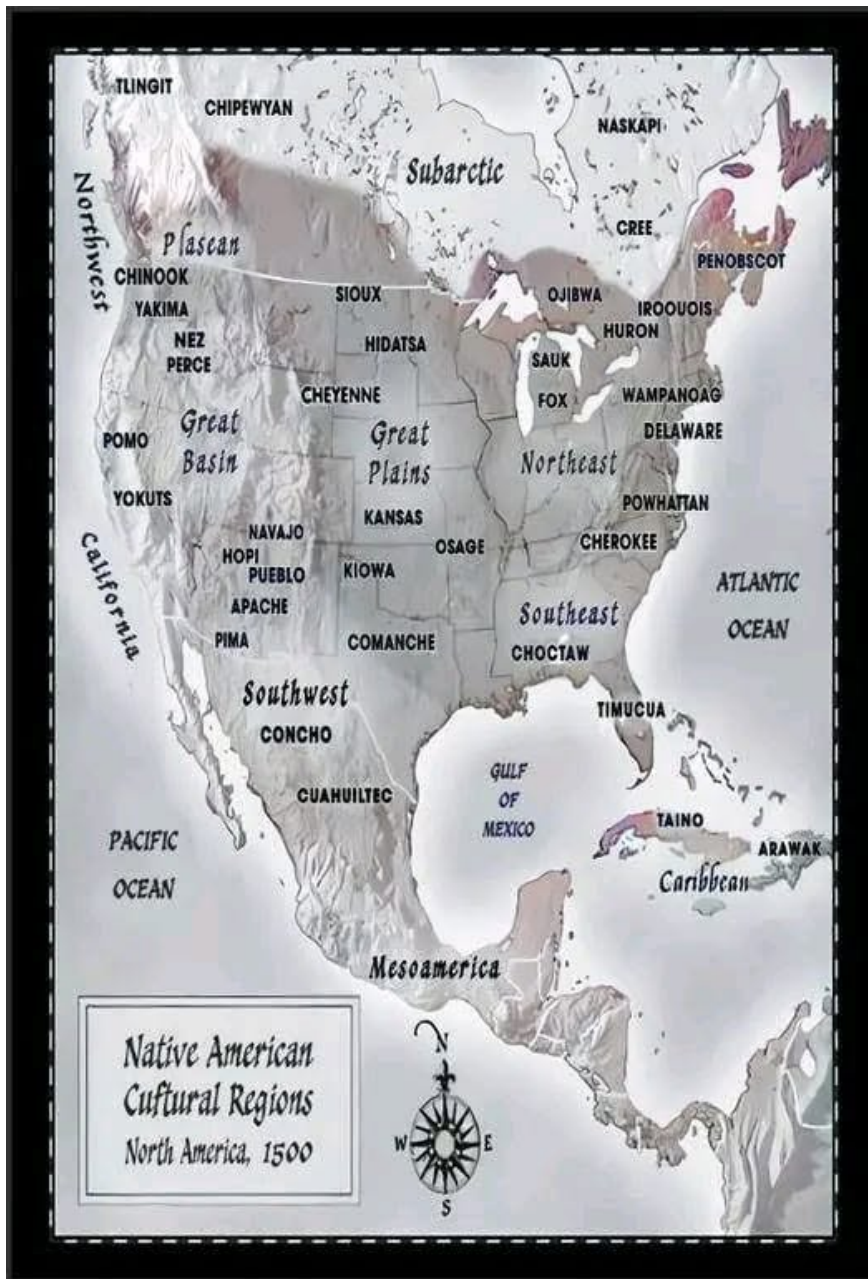 TLINGIT
CHIPEWYAN
NASKAPI
Subarctic
Northwest
CREE
Plasean
PENOBSCOT
CHINOOK
SIOUX
OJIBWA
YAKIMA
IROOUOIS
HURON
NEZ
PERCE
HIDATSA
SAUK
CHEYENNE
FOX
WAMPANOAG
Great
Basin
Great
Plains
DELAWARE
POMO
Northeast
YOKUTS
POWHATTAN
KANSAS
NAVAJO
OSAGE
CHEROKEE
HOPI
PUEBLO
KIOWA
California
ATLANTIC
OCEAN
APACHE
Southeast
PIMA
COMANCHE
CHOCTAW
Southwest
TIMUCUA
CONCHO
GULF
OF
MEXICO
CUAHUILTEC
TAINO
PACIFIC
OCEAN
ARAWAK
Caribbean
Mesoamerica
Native American
Cuftural Regions
North America, 1500
N
W
E
S